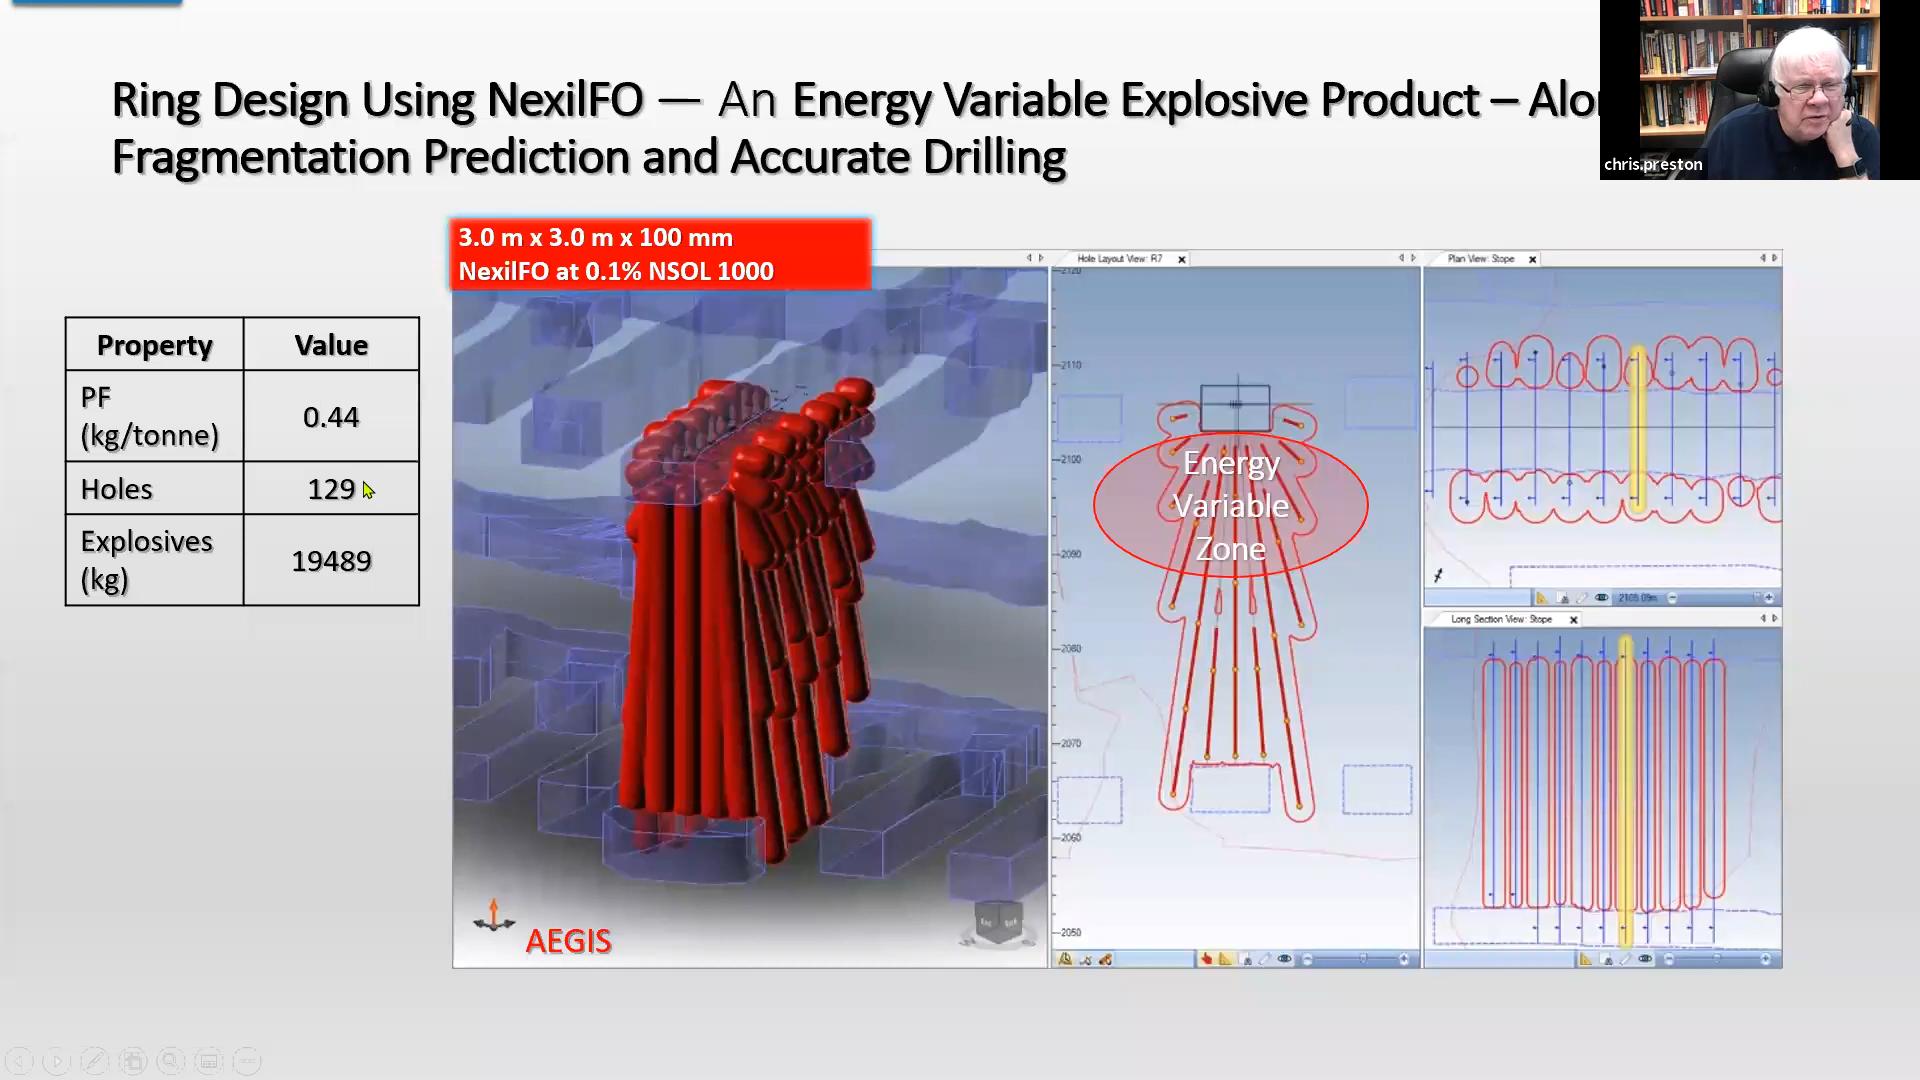 Ring Design Using NexilFO — An Energy Variable Explosive Product – Alo
Fragmentation Prediction and Accurate Drilling
chris.preston
3.0 m x 3.0 m x 100 mm
NexilFO at 0.1% NSOL 1000
Property Value
PF
(kg/tonne)
0.44
Holes 129
Explosives
(kg)
19489
Hole Layout View: R7
2120
2110
2100
2090
2080
2070
2060
2050
Energy
Variable
Zone
Plan View: Stope
Long Section View: Stope
AEGIS